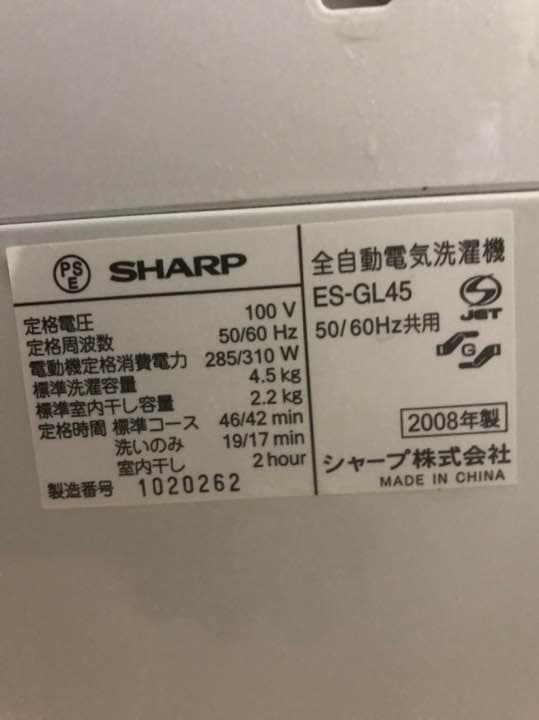 PS
E
SHARP
定格電圧 100 V
定格周波数 50/60 Hz
電動機定格消費電力 285/310 W
標準洗濯容量 4.5 kg
標準室内干し容量 2.2 kg
定格時間 標準コース 46/42 min
洗いのみ 19/17 min
室内干し 2 hour
製造番号 1020262
全自動電気洗濯機
ES-GL45
JET
50/60Hz共用
G
2008年製
シャープ株式会社
MADE IN CHINA